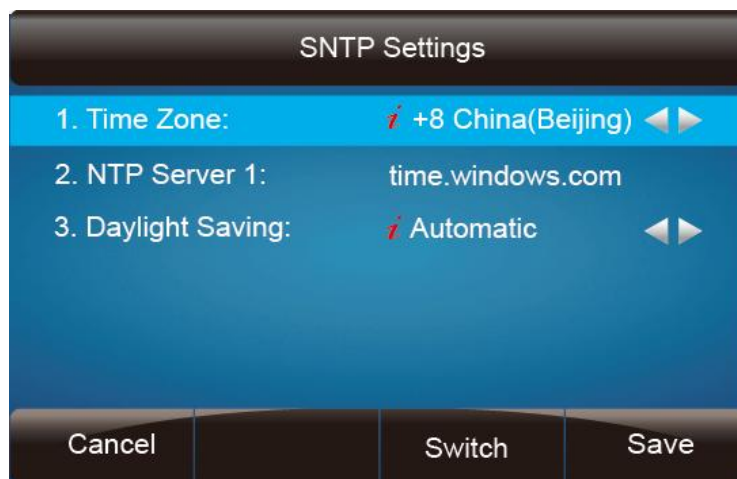 SNTP Settings
1. Time Zone: i +8 China(Beijing)
2. NTP Server 1: time.windows.com
3. Daylight Saving: i Automatic
Cancel Switch Save